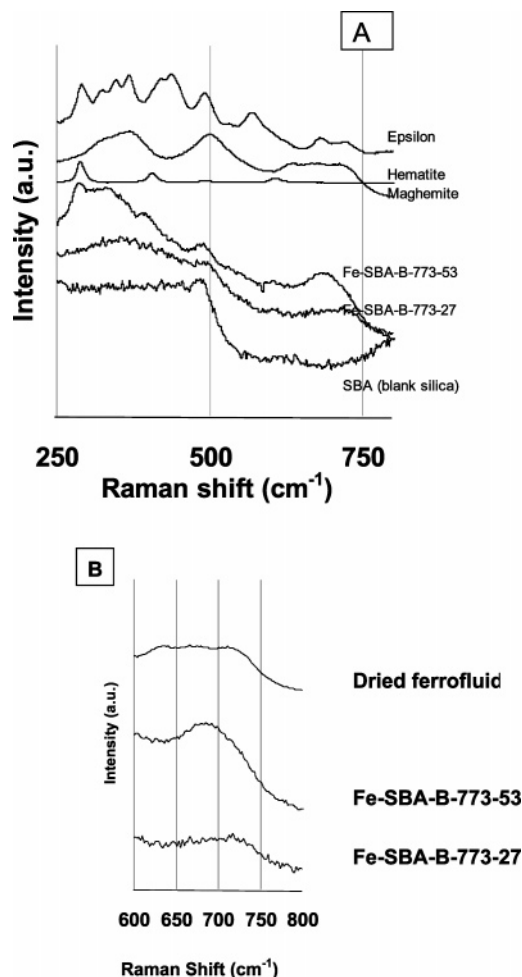 A
Intensity (a.u.)
Epsilon
Hematite
Maghemite
Fe-SBA-B-773-53
Fe-SBA-B-773-27
SBA (blank silica)
250 500 750
Raman shift (cm-1)
B
Intensity (a.u.)
Dried ferrofluid
Fe-SBA-B-773-53
Fe-SBA-B-773-27
600 650 700 750 800
Raman Shift (cm-1)